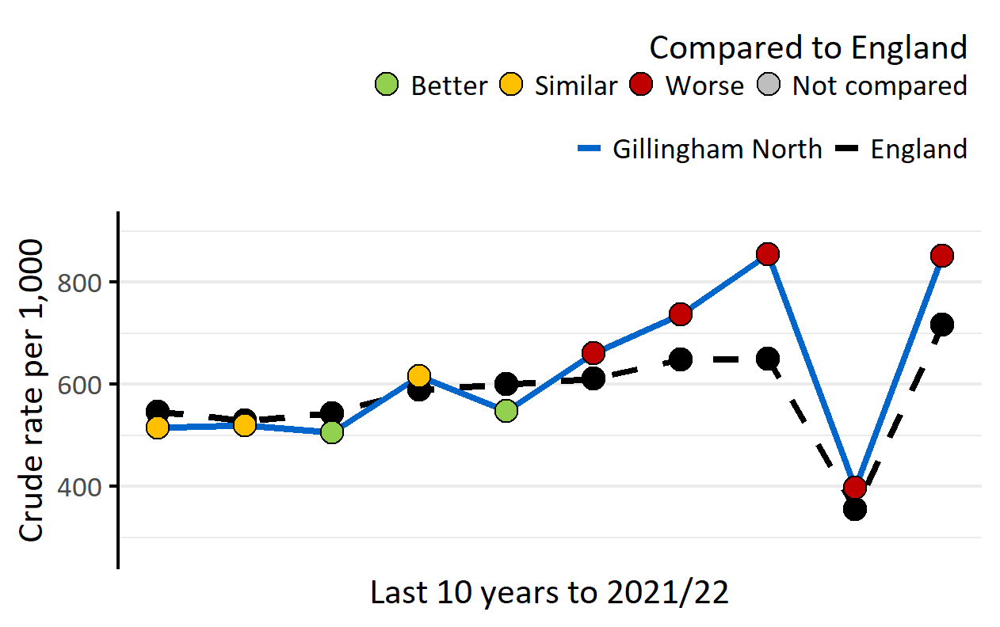 Compared to England
Better Similar Worse Not compared
Gillingham North England
Crude rate per 1,000
800
600
400
Last 10 years to 2021/22